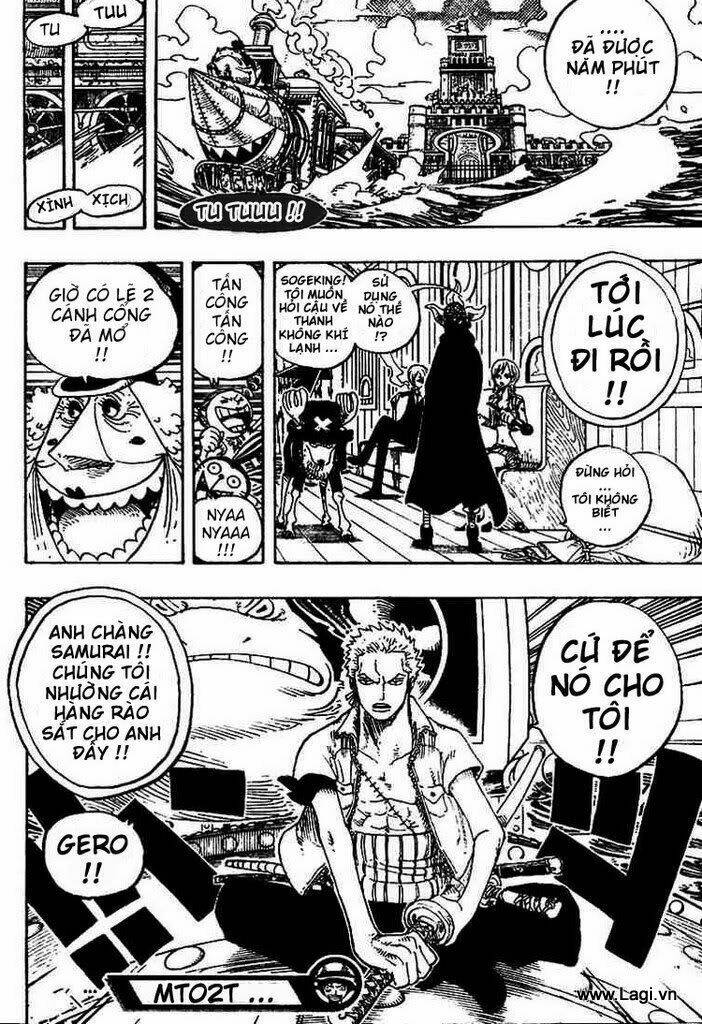 TU
TUU
XÌNH
XỊCH
....
ĐÃ ĐƯỢC
NĂM PHÚT
!!
TU TUUU !!
GIỜ CÓ LẼ 2
CÁNH CỔNG
ĐÃ MỞ
!!
TẤN
CÔNG
TẤN
CÔNG
!!
NYAA
NYAAA
!!!
SOGEKING!
TÔI MUỐN
HỎI CẬU VỀ
THANH
KHÔNG KHÍ
LẠNH ...
SỬ
DỤNG
NÓ THẾ
NÀO
!?
TỚI
LÚC
ĐI RỒI
!!
ĐỪNG HỎI
...
TÔI KHÔNG
BIẾT
...
ANH CHÀNG
SAMURAI !!
CHÚNG TÔI
NHƯỜNG CÁI
HÀNG RÀO
SẮT CHO ANH
ĐẤY !!
GERO
!!
CỨ ĐỂ
NÓ CHO
TÔI
!!
...
MTO2T ...
www.Lagi.vn